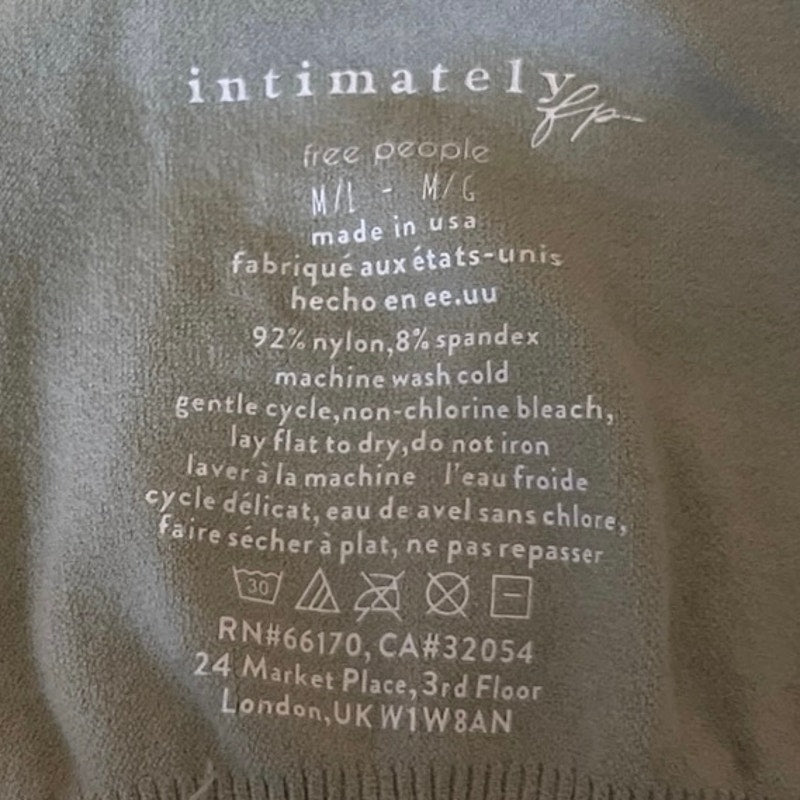 intimately fp
free people
M/L - M/G
made in usa
fabriqué aux états-unis
hecho en ee.uu
92% nylon,8% spandex
machine wash cold
gentle cycle,non-chlorine bleach,
lay flat to dry,do not iron
laver à la machine l'eau froide
cycle délicat, eau de avel sans chlore,
faire sécher à plat, ne pas repasser
30
RN#66170, CA#32054
24 Market Place, 3rd Floor
London,UK W1W8AN